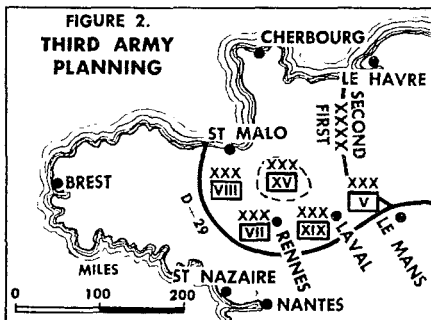 FIGURE 2.
THIRD ARMY
PLANNING
CHERBOURG
LE HAVRE
SECOND
XXXX
FIRST
ST MALO
BREST
XXX
VIII
XXX
XV
XXX
V
D-29
XXX
VII
RENNES
XXX
XIX
LAVAL
LE MANS
MILES
0 100 200
ST NAZAIRE
NANTES